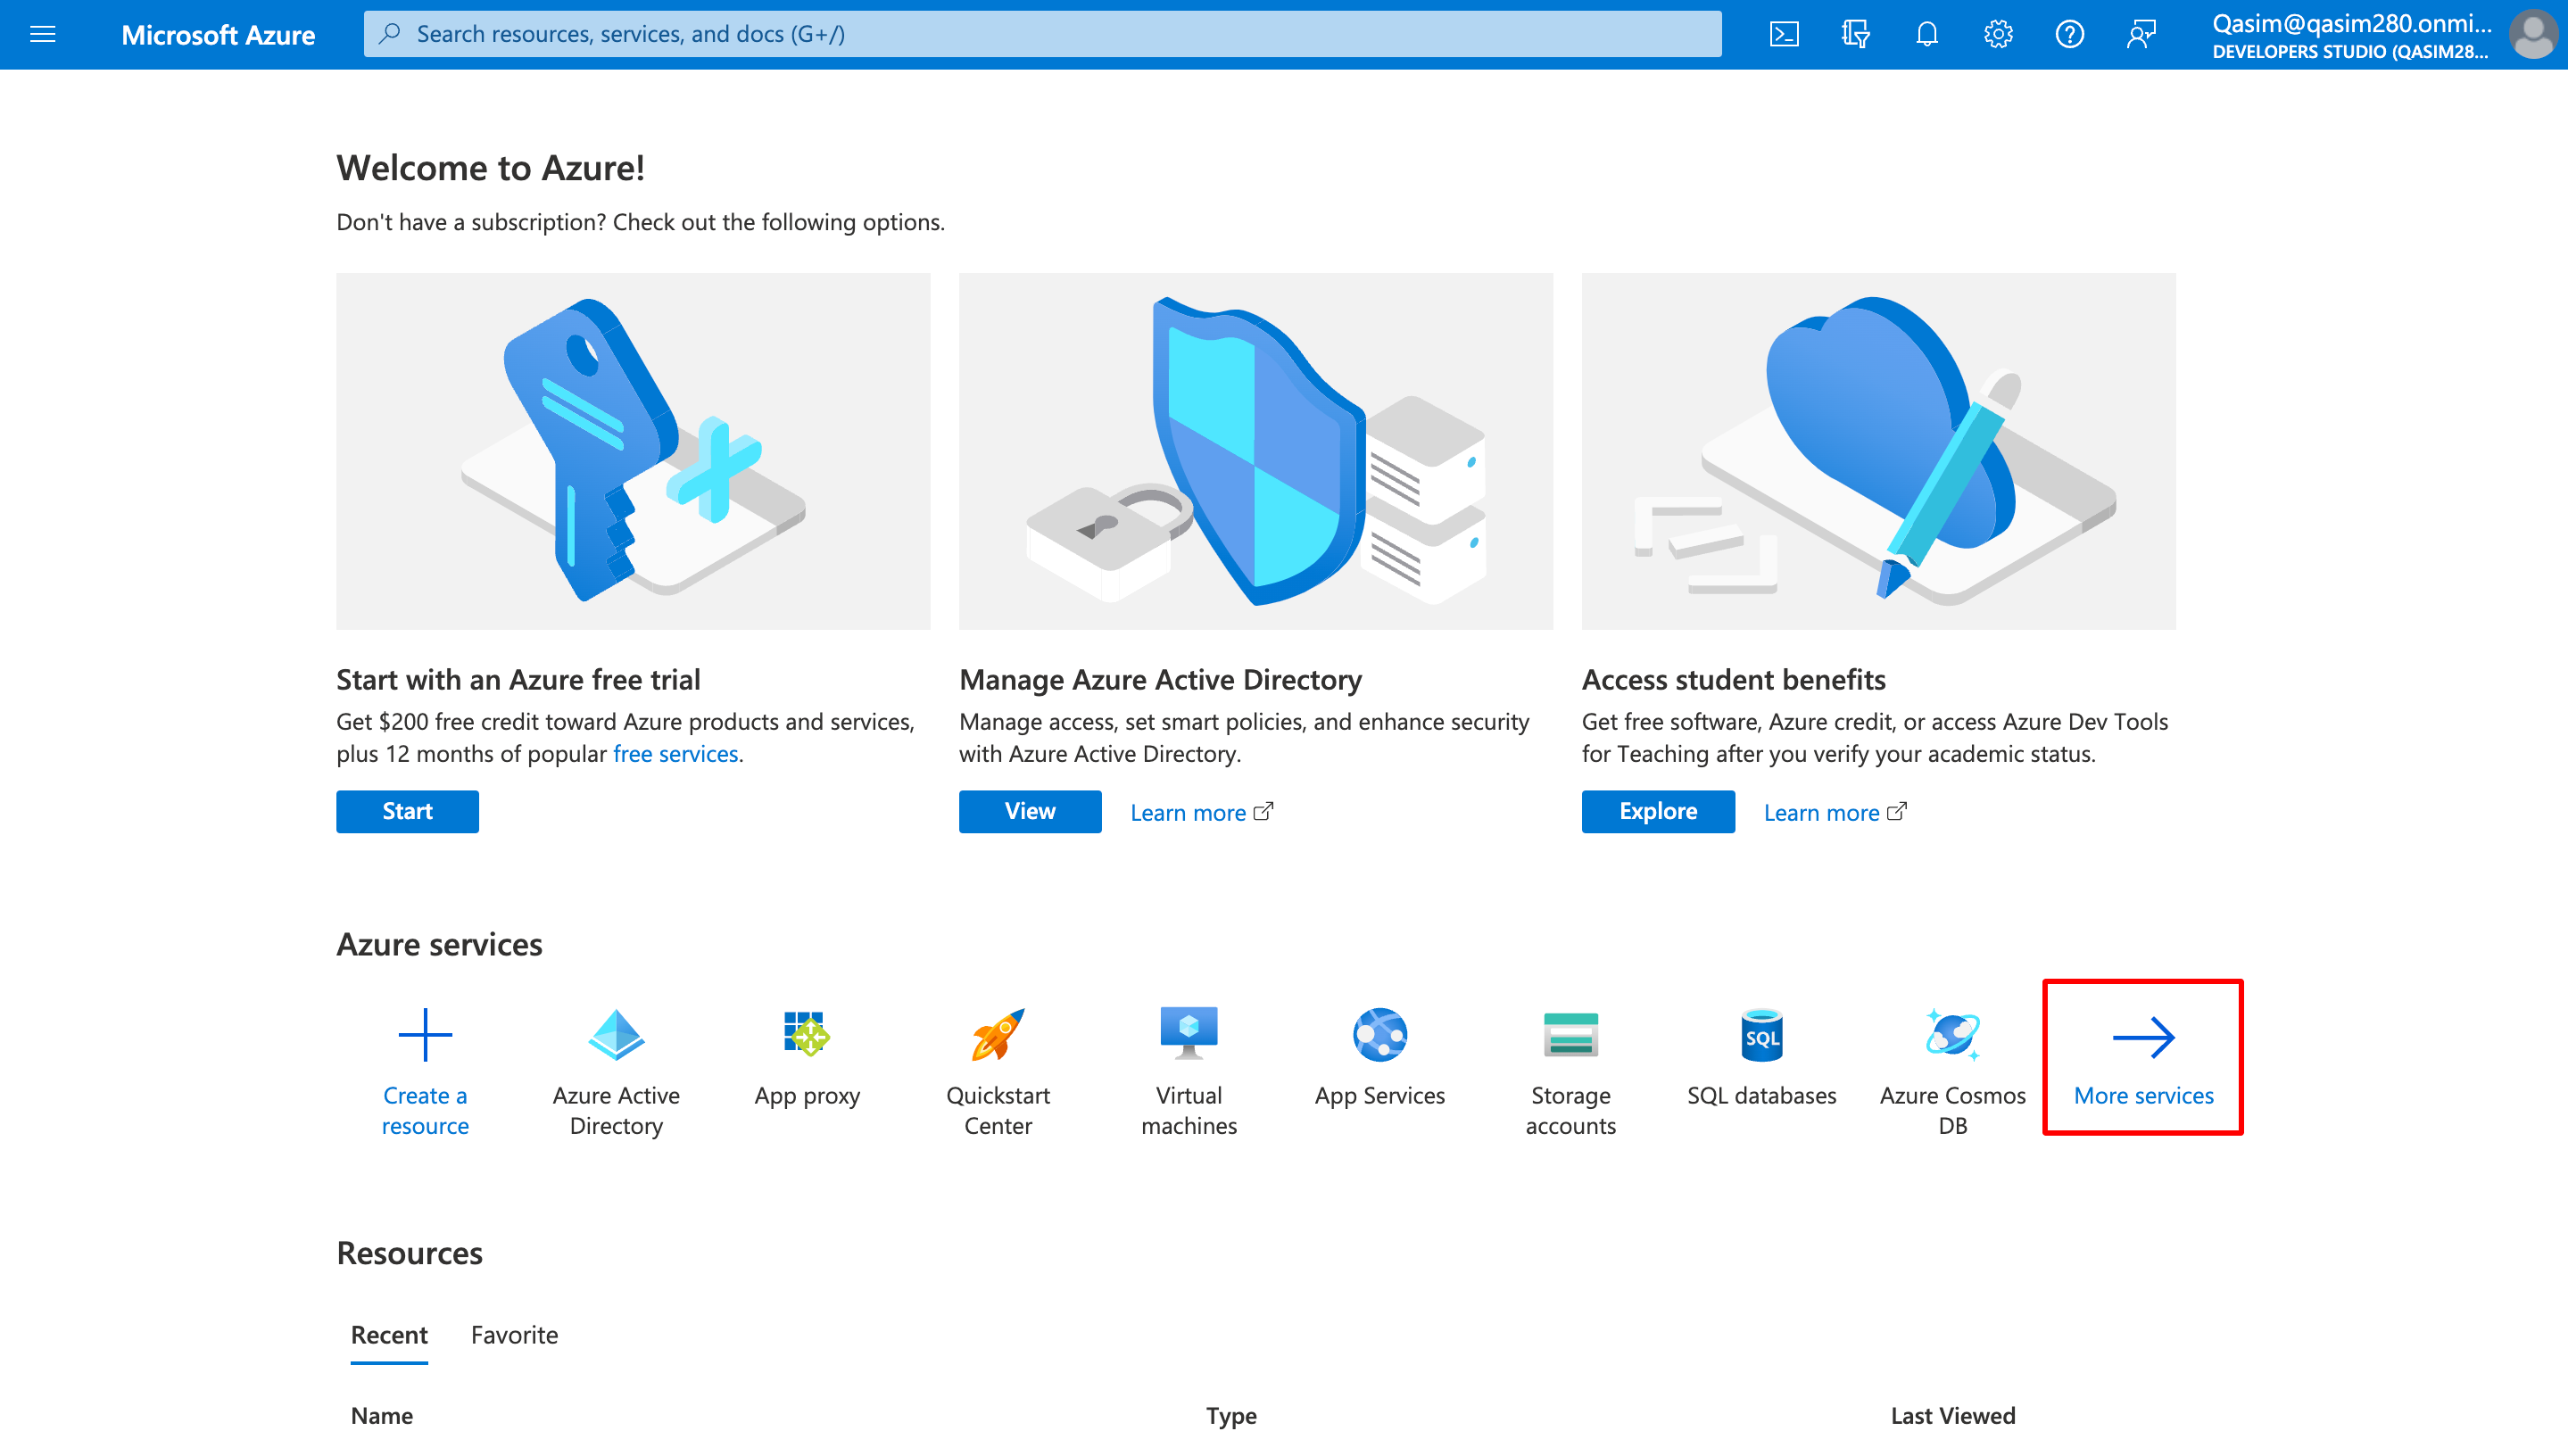 Microsoft Azure
Search resources, services, and docs (G+/)
Qasim@qasim280.onmi...
DEVELOPERS STUDIO (QASIM28...
Welcome to Azure!
Don't have a subscription? Check out the following options.
Start with an Azure free trial
Get $200 free credit toward Azure products and services,
plus 12 months of popular free services.
Start
Manage Azure Active Directory
Manage access, set smart policies, and enhance security
with Azure Active Directory.
View
Learn more
Access student benefits
Get free software, Azure credit, or access Azure Dev Tools
for Teaching after you verify your academic status.
Explore
Learn more
Azure services
Create a
resource
Azure Active
Directory
App proxy
Quickstart
Center
Virtual
machines
App Services
Storage
accounts
SQL
SQL databases
Azure Cosmos
DB
More services
Resources
Recent
Favorite
Name
Type
Last Viewed